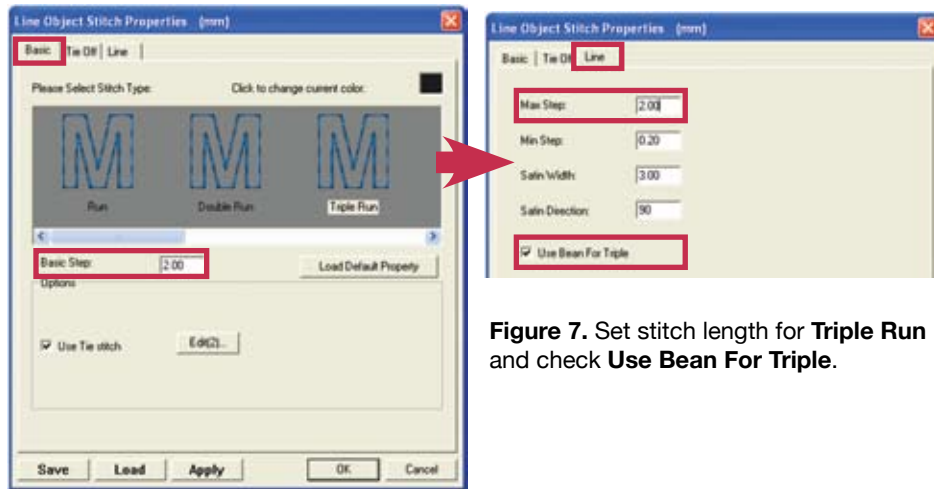 Line Object Stitch Properties (mm)
Basic Tie Off Line
Please Select Stitch Type: Click to change current color:
M M M
Run Double Run Triple Run
Basic Step: 2.00 Load Default Property
Options
Use Tie stitch Edit(2)...
Save Load Apply OK Cancel
Line Object Stitch Properties (mm)
Basic Tie Off Line
Max Step: 2.00
Min Step: 0.20
Satin Width: 3.00
Satin Direction: 90
Use Bean For Triple
Figure 7. Set stitch length for Triple Run
and check Use Bean For Triple.